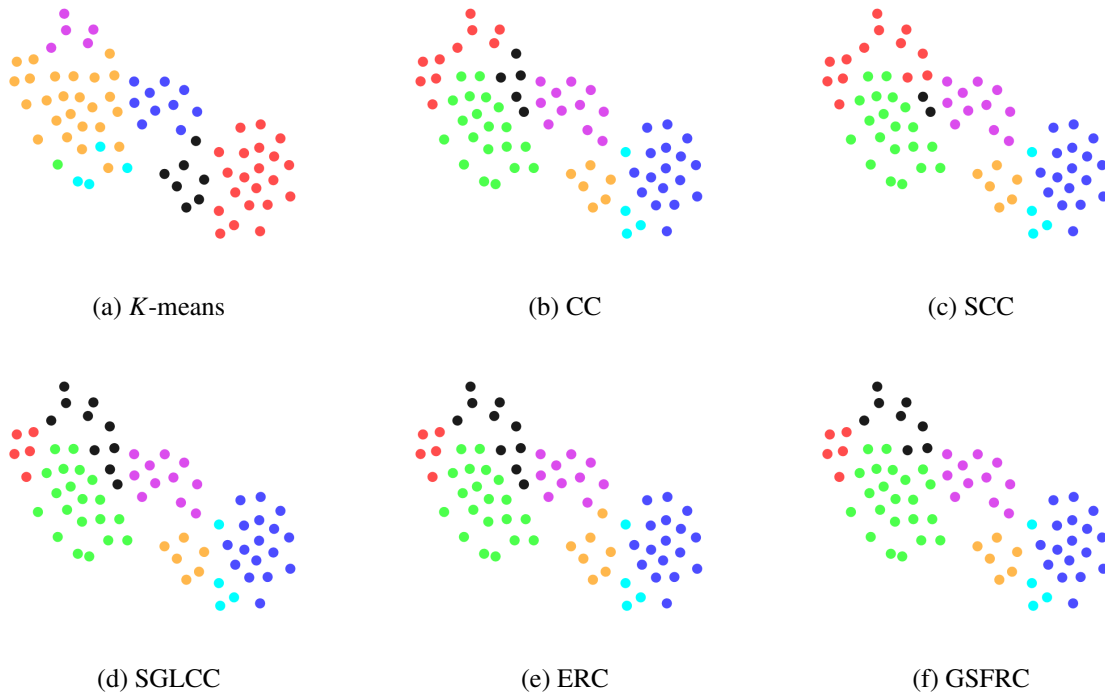 (a) K-means
(b) CC
(c) SCC
(d) SGLCC
(e) ERC
(f) GSFRC